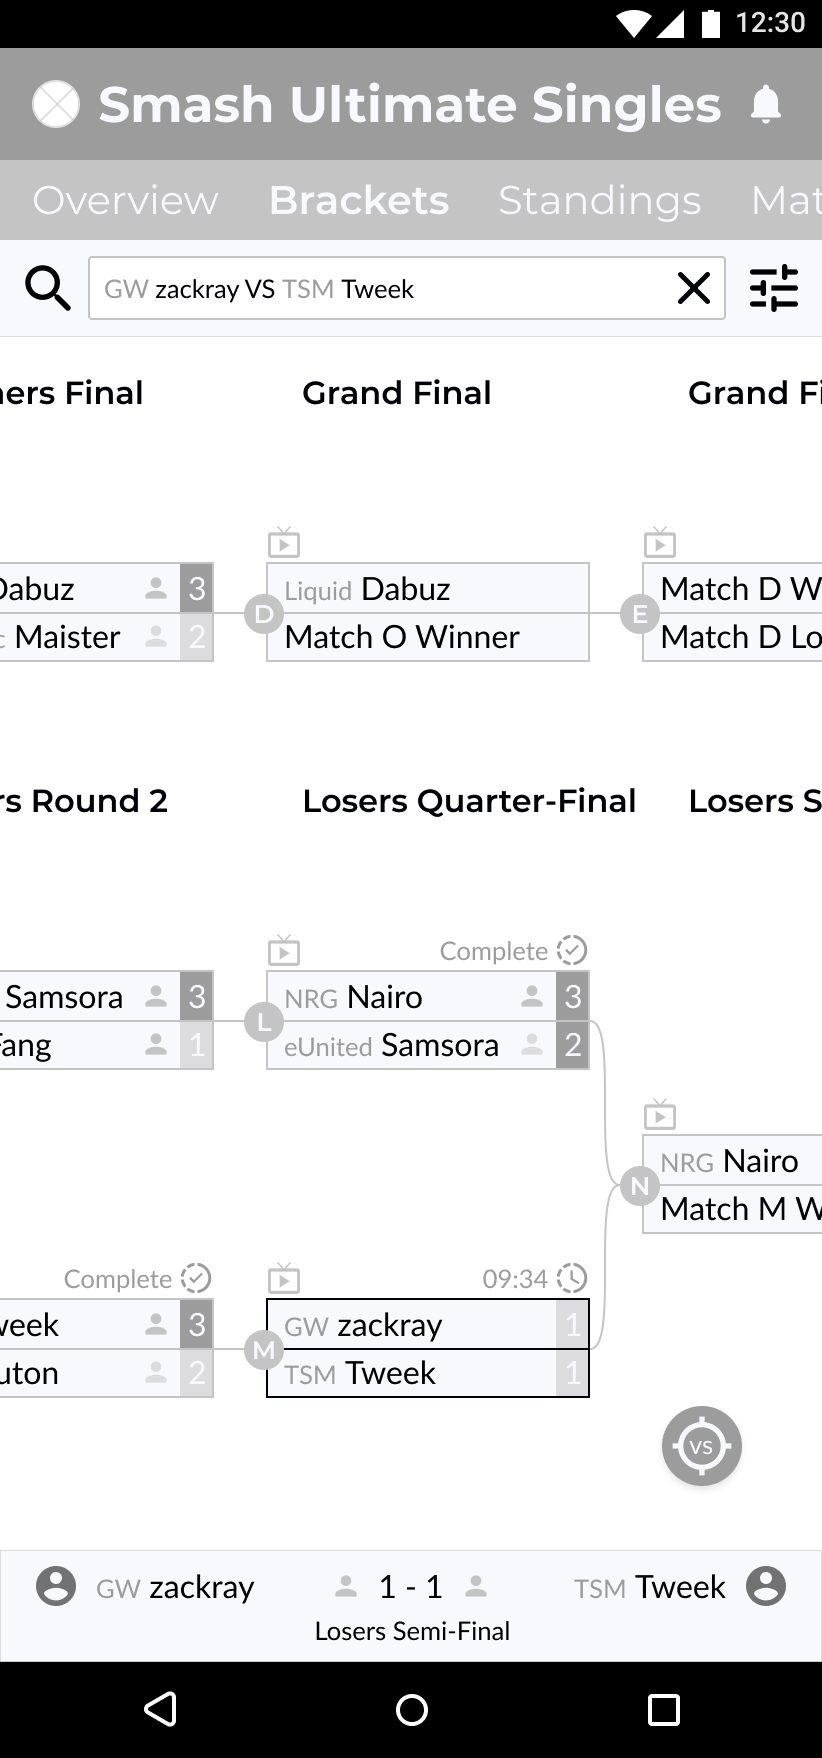 12:30
Smash Ultimate Singles
Overview Brackets Standings Mat
GW zackray VS TSM Tweek
ers Final Grand Final Grand Fi
Dabuz 3 D Liquid Dabuz E Match D W
c Maister 2 Match O Winner Match D Lo
rs Round 2 Losers Quarter-Final Losers S
Complete
Samsora 3 L NRG Nairo 3
Fang 1 eUnited Samsora 2
N NRG Nairo
Match M W
Complete 09:34
week 3 M GW zackray 1
uton 2 TSM Tweek 1
VS
GW zackray 1 - 1 TSM Tweek
Losers Semi-Final